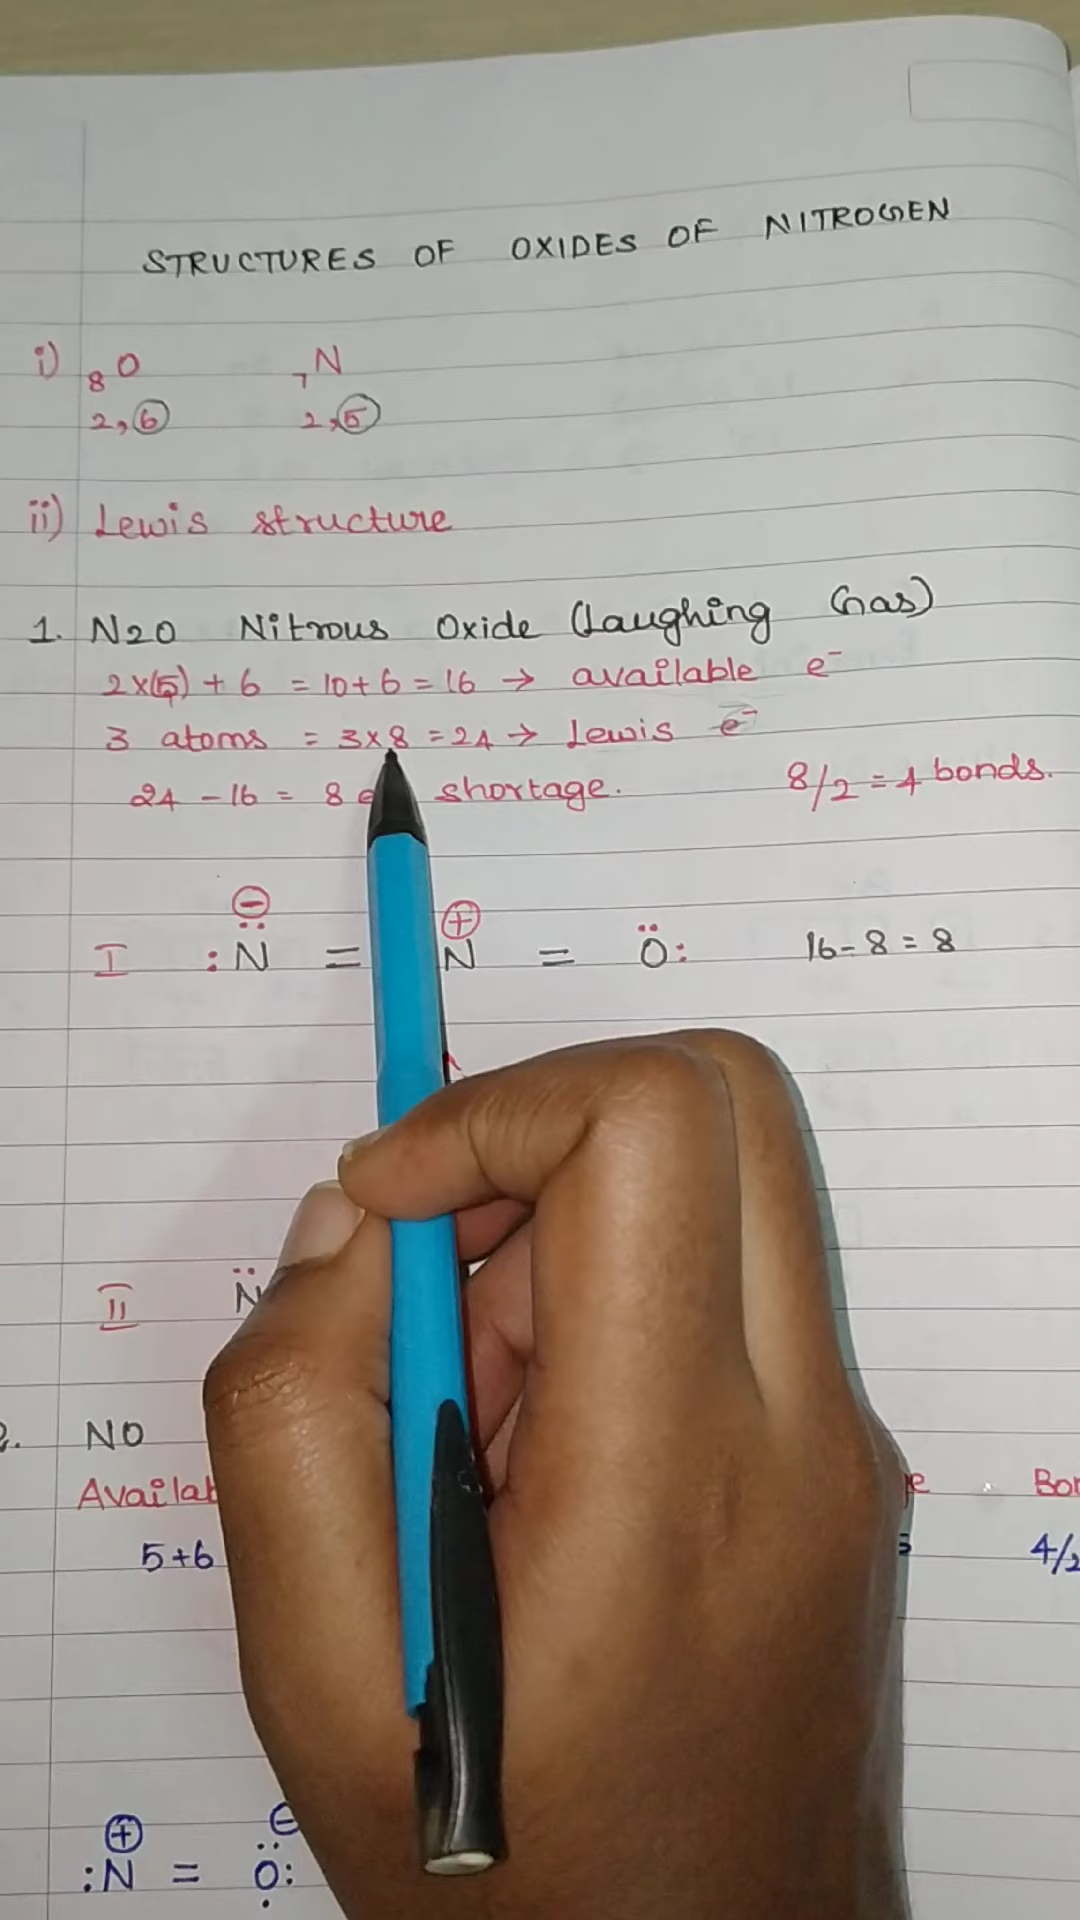 STRUCTURES OF OXIDES OF NITROGEN
i) 8O 7N
2,6 2,5
ii) Lewis structure
1. N2O Nitrous Oxide (Laughing Gas)
2×(5) + 6 = 10+6 = 16 → available e⁻
3 atoms = 3×8 = 24 → Lewis e⁻
24 - 16 = 8 shortage. 8/2 = 4 bonds.
⊖ ⊕
I :N̈ = N = Ö: 16-8=8
II N̈
2. NO
5+6 4/2
⊕ ⊖
:N = Ö: